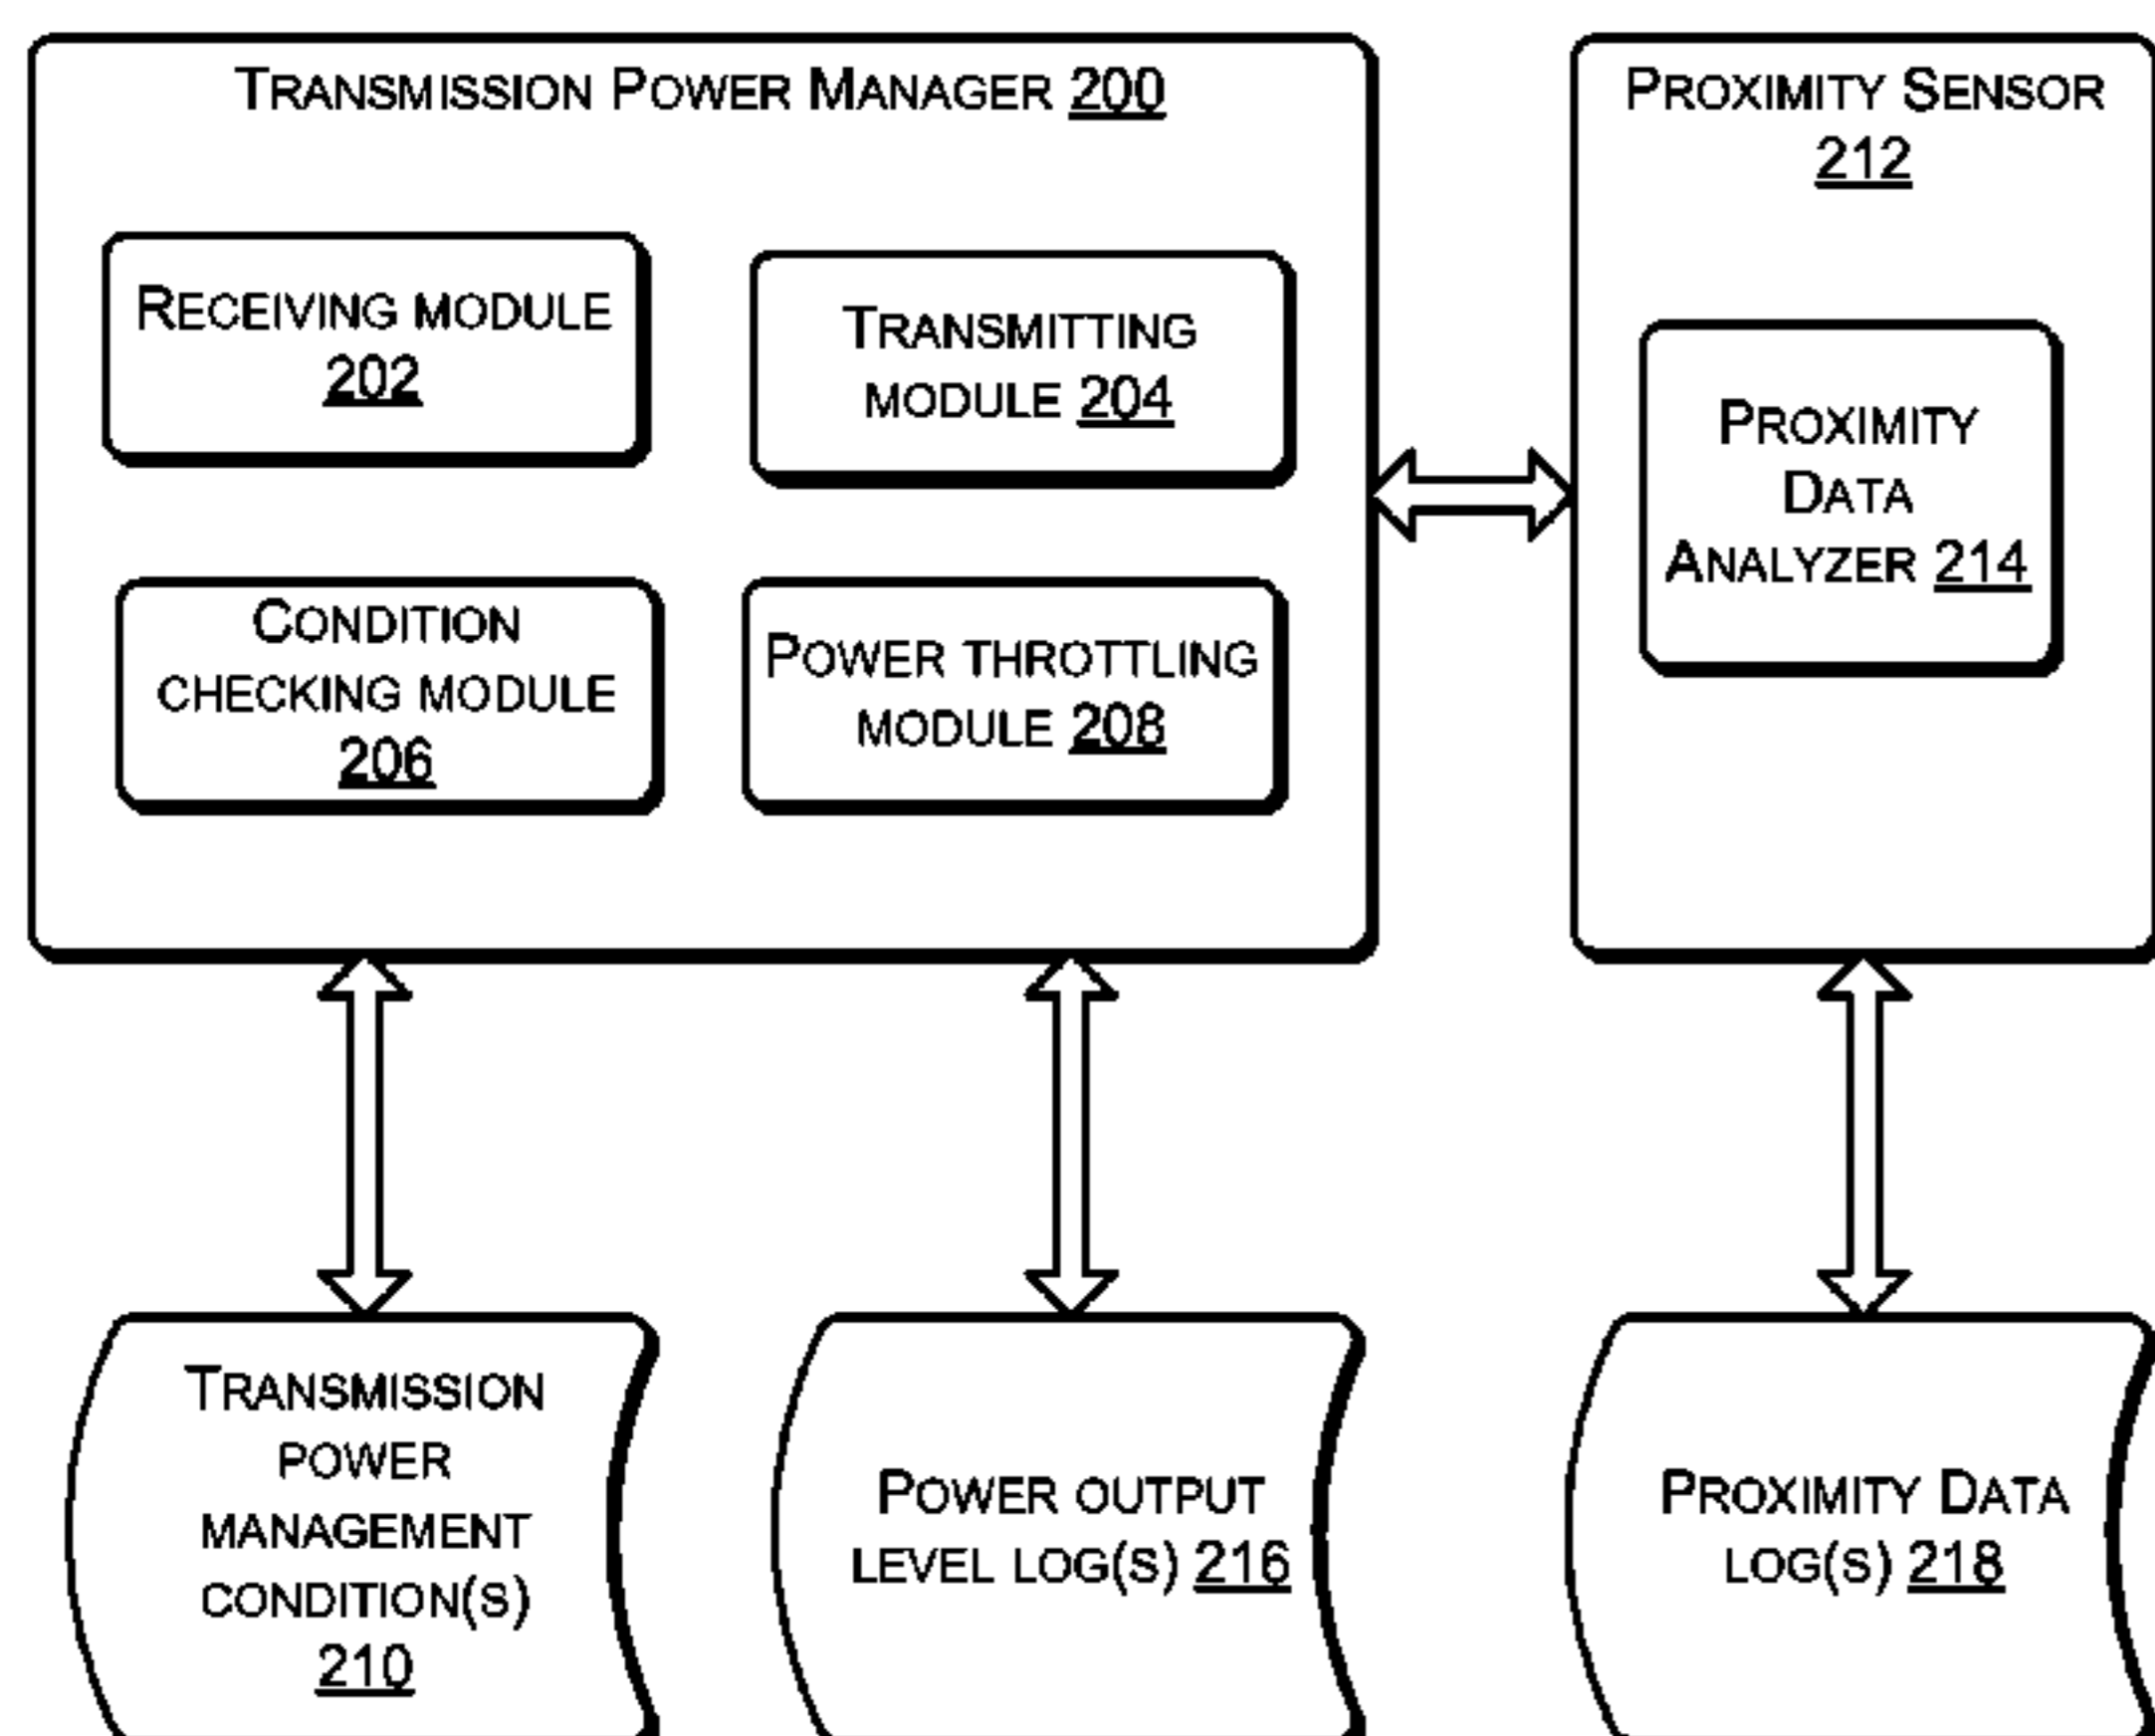 TRANSMISSION POWER MANAGER 200
RECEIVING MODULE
202
TRANSMITTING
MODULE 204
CONDITION
CHECKING MODULE
206
POWER THROTTLING
MODULE 208
PROXIMITY SENSOR
212
PROXIMITY
DATA
ANALYZER 214
TRANSMISSION
POWER
MANAGEMENT
CONDITION(S)
210
POWER OUTPUT
LEVEL LOG(S) 216
PROXIMITY DATA
LOG(S) 218